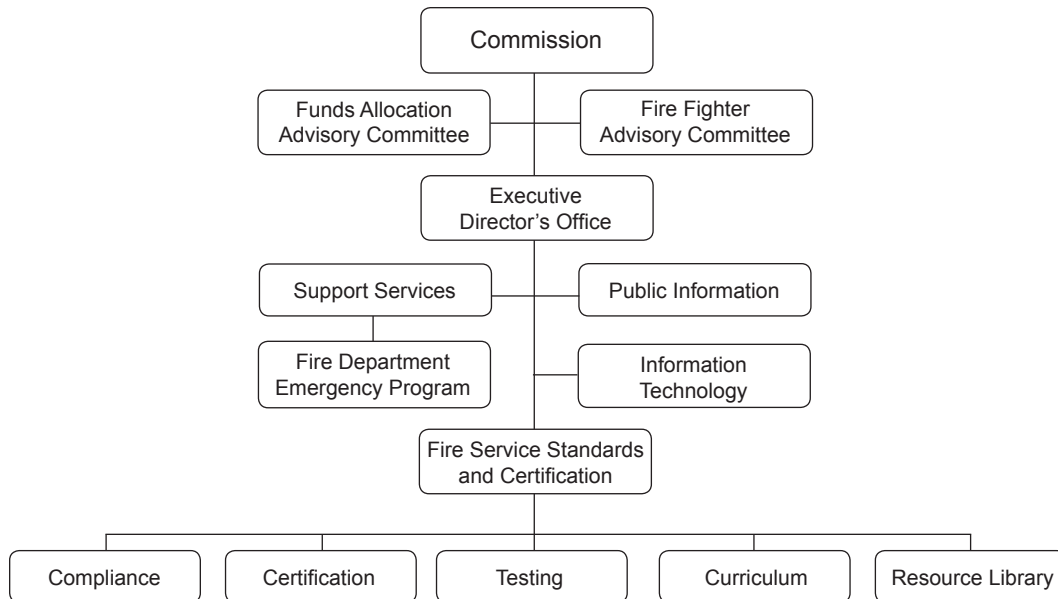 Commission
Funds Allocation
Advisory Committee
Fire Fighter
Advisory Committee
Executive
Director’s Office
Support Services
Public Information
Fire Department
Emergency Program
Information
Technology
Fire Service Standards
and Certification
Compliance
Certification
Testing
Curriculum
Resource Library